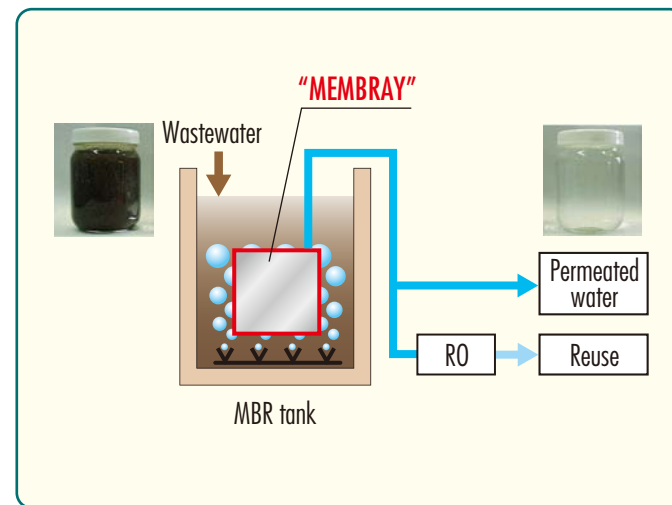 “MEMBRAY”
Wastewater
Permeated
water
RO
Reuse
MBR tank